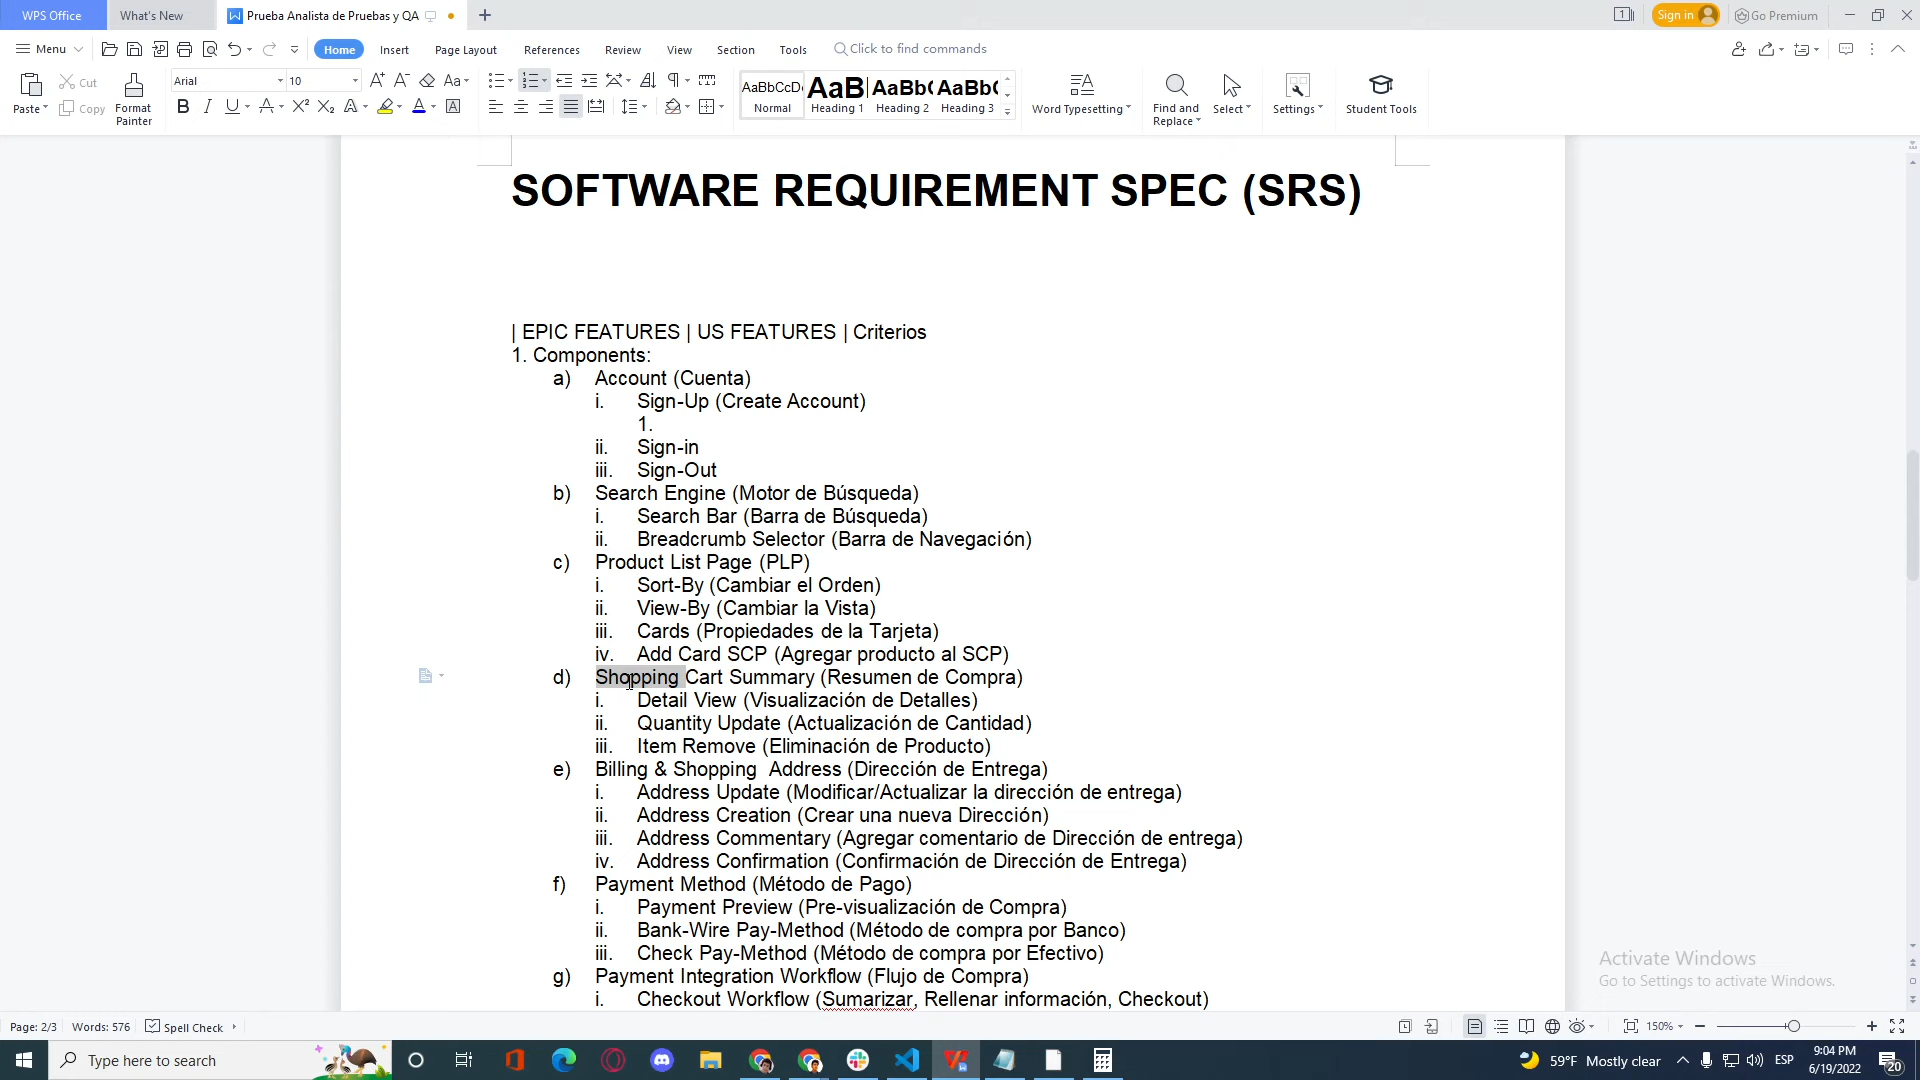 WPS Office
What's New
Prueba Analista de Pruebas y QA
1
Sign in
Go Premium
Menu
Home
Insert
Page Layout
References
Review
View
Section
Tools
Click to find commands
Paste
Cut
Copy
Format Painter
Arial
10
AaBbCcD
Normal
AaB
Heading 1
AaBb(
Heading 2
AaBb(
Heading 3
Word Typesetting
Find and Replace
Select
Settings
Student Tools
SOFTWARE REQUIREMENT SPEC (SRS)
| EPIC FEATURES | US FEATURES | Criterios
1. Components:
a) Account (Cuenta)
i. Sign-Up (Create Account)
1.
ii. Sign-in
iii. Sign-Out
b) Search Engine (Motor de Búsqueda)
i. Search Bar (Barra de Búsqueda)
ii. Breadcrumb Selector (Barra de Navegación)
c) Product List Page (PLP)
i. Sort-By (Cambiar el Orden)
ii. View-By (Cambiar la Vista)
iii. Cards (Propiedades de la Tarjeta)
iv. Add Card SCP (Agregar producto al SCP)
d) Shopping Cart Summary (Resumen de Compra)
i. Detail View (Visualización de Detalles)
ii. Quantity Update (Actualización de Cantidad)
iii. Item Remove (Eliminación de Producto)
e) Billing & Shopping  Address (Dirección de Entrega)
i. Address Update (Modificar/Actualizar la dirección de entrega)
ii. Address Creation (Crear una nueva Dirección)
iii. Address Commentary (Agregar comentario de Dirección de entrega)
iv. Address Confirmation (Confirmación de Dirección de Entrega)
f) Payment Method (Método de Pago)
i. Payment Preview (Pre-visualización de Compra)
ii. Bank-Wire Pay-Method (Método de compra por Banco)
iii. Check Pay-Method (Método de compra por Efectivo)
g) Payment Integration Workflow (Flujo de Compra)
i. Checkout Workflow (Sumarizar, Rellenar información, Checkout)
Activate Windows
Go to Settings to activate Windows.
Page: 2/3
Words: 576
Spell Check
150%
Type here to search
59°F Mostly clear
ESP
9:04 PM
6/19/2022
20